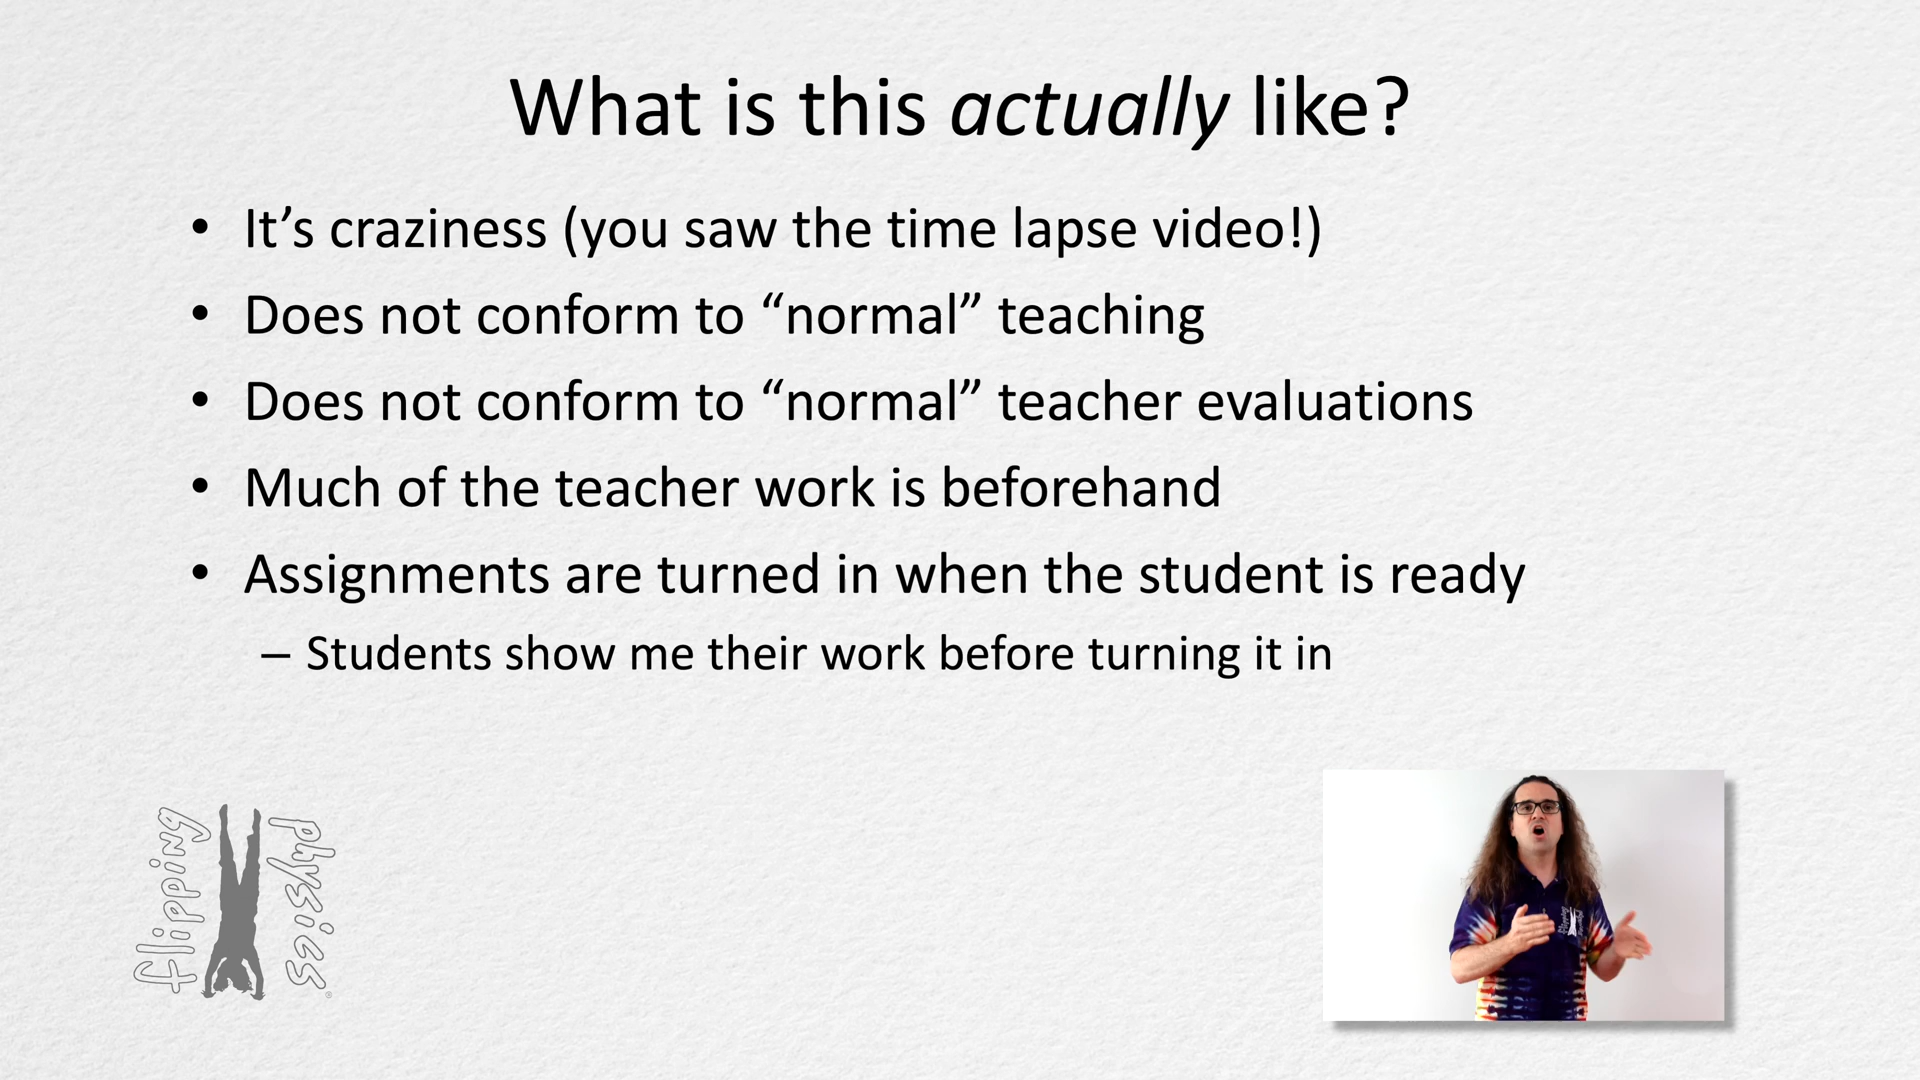 What is this actually like?
• It’s craziness (you saw the time lapse video!)
• Does not conform to “normal” teaching
• Does not conform to “normal” teacher evaluations
• Much of the teacher work is beforehand
• Assignments are turned in when the student is ready
– Students show me their work before turning it in
flipping
physics
®
flipping
physics